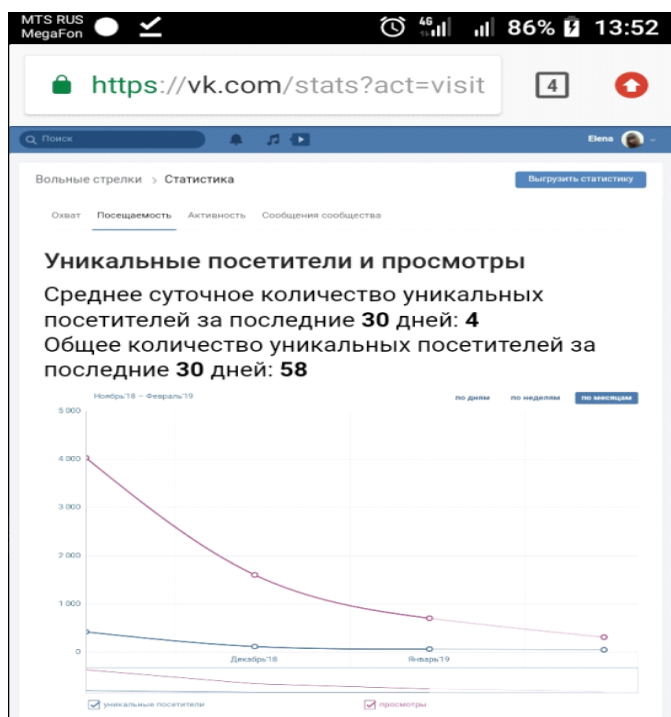 MTS RUS
MegaFon
4G
86%
13:52
https://vk.com/stats?act=visit
4
Поиск
Elena
Вольные стрелки > Статистика
Выгрузить статистику
Охват Посещаемость Активность Сообщения сообщества
Уникальные посетители и просмотры
Среднее суточное количество уникальных
посетителей за последние 30 дней: 4
Общее количество уникальных посетителей за
последние 30 дней: 58
Ноябрь'18 – Февраль'19
по дням по неделям по месяцам
5 000
4 000
3 000
2 000
1 000
0
Декабрь'18 Январь'19
уникальные посетители просмотры